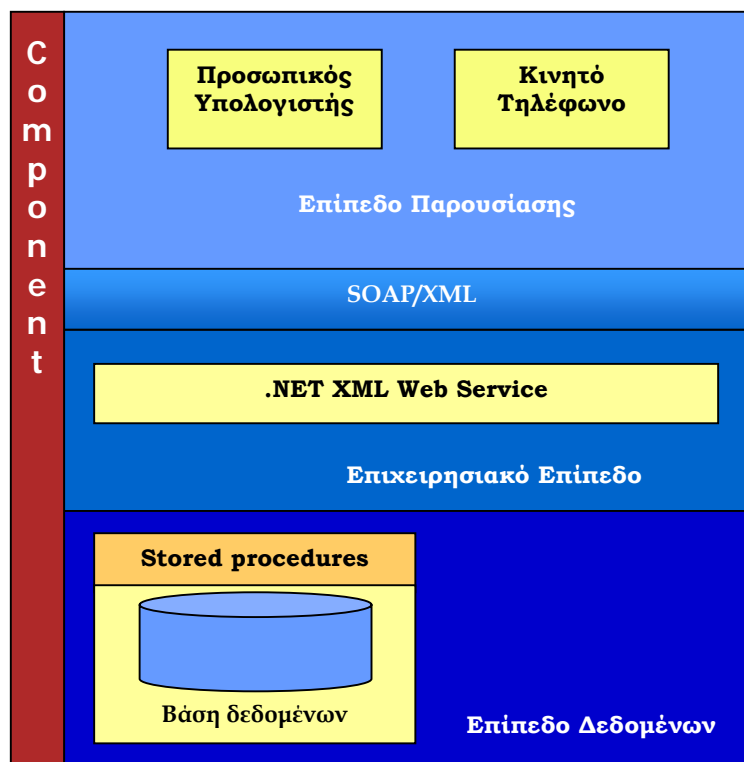 Component
Προσωπικός
Υπολογιστής
Κινητό
Τηλέφωνο
Επίπεδο Παρουσίασης
SOAP/XML
.NET XML Web Service
Επιχειρησιακό Επίπεδο
Stored procedures
Βάση δεδομένων
Επίπεδο Δεδομένων